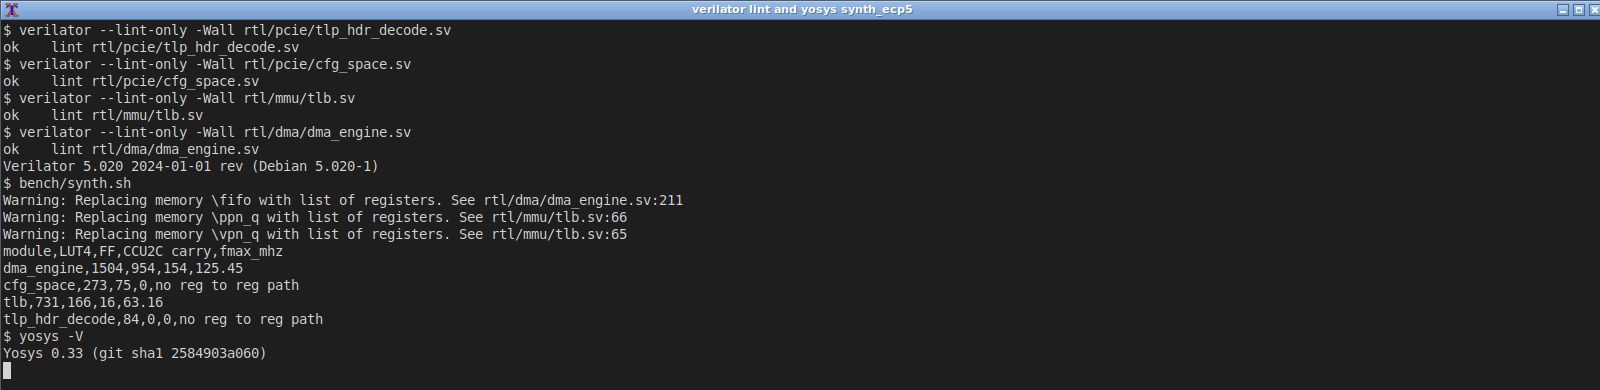 verilator lint and yosys synth_ecp5
$ verilator --lint-only -Wall rtl/pcie/tlp_hdr_decode.sv
ok    lint rtl/pcie/tlp_hdr_decode.sv
$ verilator --lint-only -Wall rtl/pcie/cfg_space.sv
ok    lint rtl/pcie/cfg_space.sv
$ verilator --lint-only -Wall rtl/mmu/tlb.sv
ok    lint rtl/mmu/tlb.sv
$ verilator --lint-only -Wall rtl/dma/dma_engine.sv
ok    lint rtl/dma/dma_engine.sv
Verilator 5.020 2024-01-01 rev (Debian 5.020-1)
$ bench/synth.sh
Warning: Replacing memory \fifo with list of registers. See rtl/dma/dma_engine.sv:211
Warning: Replacing memory \ppn_q with list of registers. See rtl/mmu/tlb.sv:66
Warning: Replacing memory \vpn_q with list of registers. See rtl/mmu/tlb.sv:65
module,LUT4,FF,CCU2C carry,fmax_mhz
dma_engine,1504,954,154,125.45
cfg_space,273,75,0,no reg to reg path
tlb,731,166,16,63.16
tlp_hdr_decode,84,0,0,no reg to reg path
$ yosys -V
Yosys 0.33 (git sha1 2584903a060)